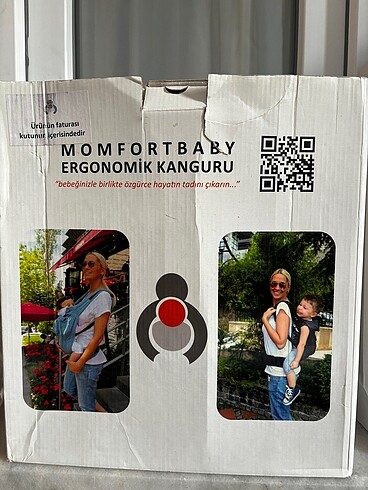 Ürünün faturası
kutunun içerisindedir
MOMFORTBABY
ERGONOMİK KANGURU
"bebeğinizle birlikte özgürce hayatın tadını çıkarın..."